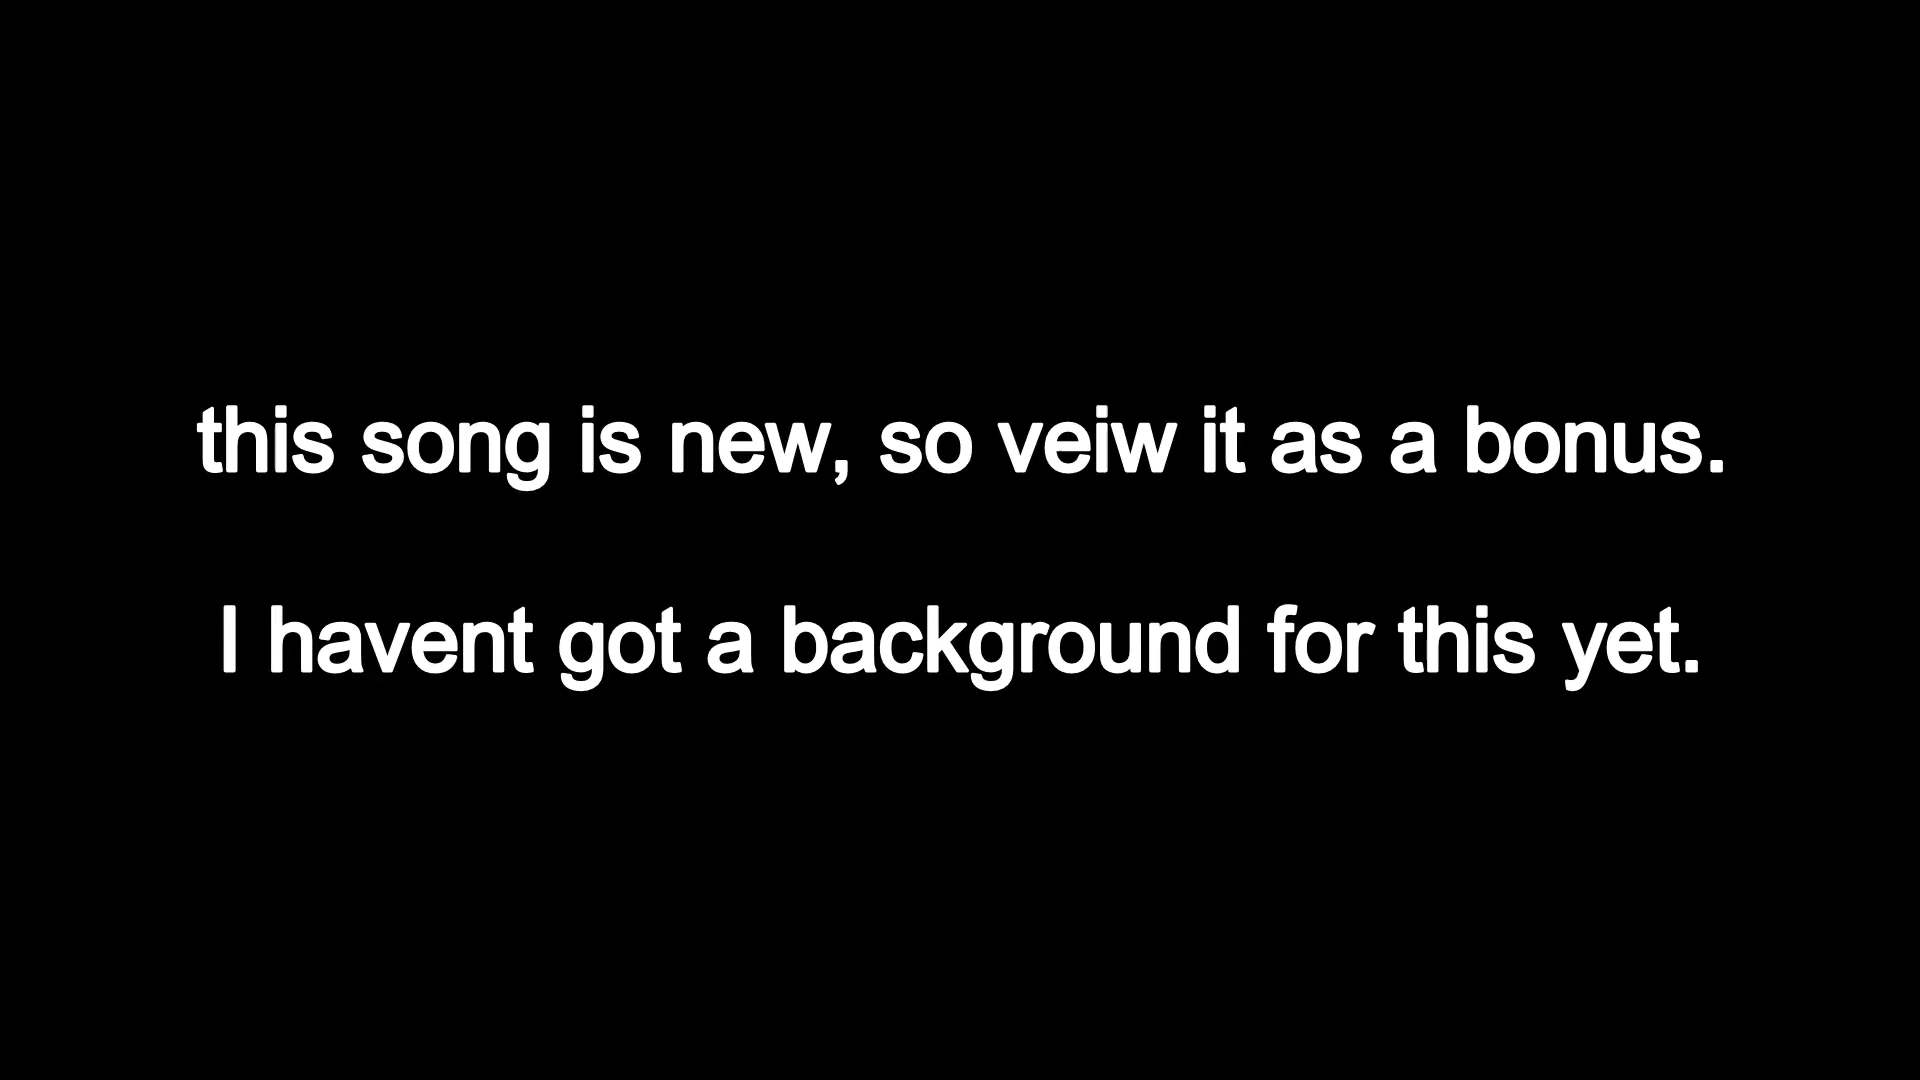 this song is new, so veiw it as a bonus.
I havent got a background for this yet.